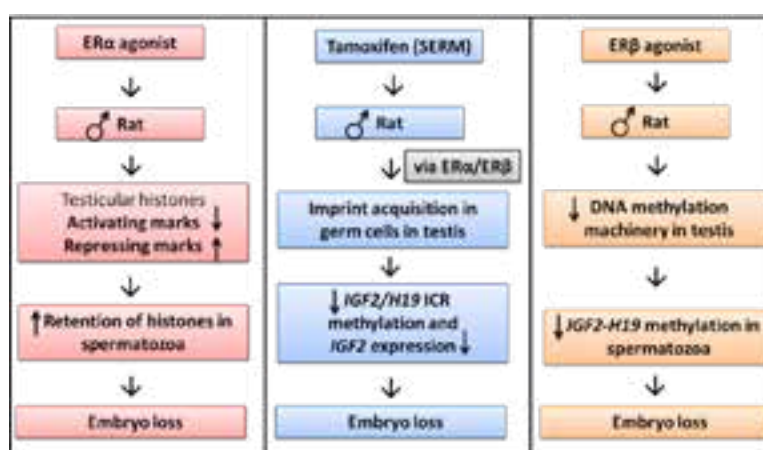 ERα agonist
♂ Rat
Testicular histones
Activating marks ↓
Repressing marks ↑
↑ Retention of histones in
spermatozoa
Embryo loss
Tamoxifen (SERM)
♂ Rat
via ERα/ERβ
Imprint acquisition in
germ cells in testis
↓ IGF2/H19 ICR
methylation and
IGF2 expression ↓
Embryo loss
ERβ agonist
♂ Rat
↓ DNA methylation
machinery in testis
↓ IGF2-H19 methylation in
spermatozoa
Embryo loss